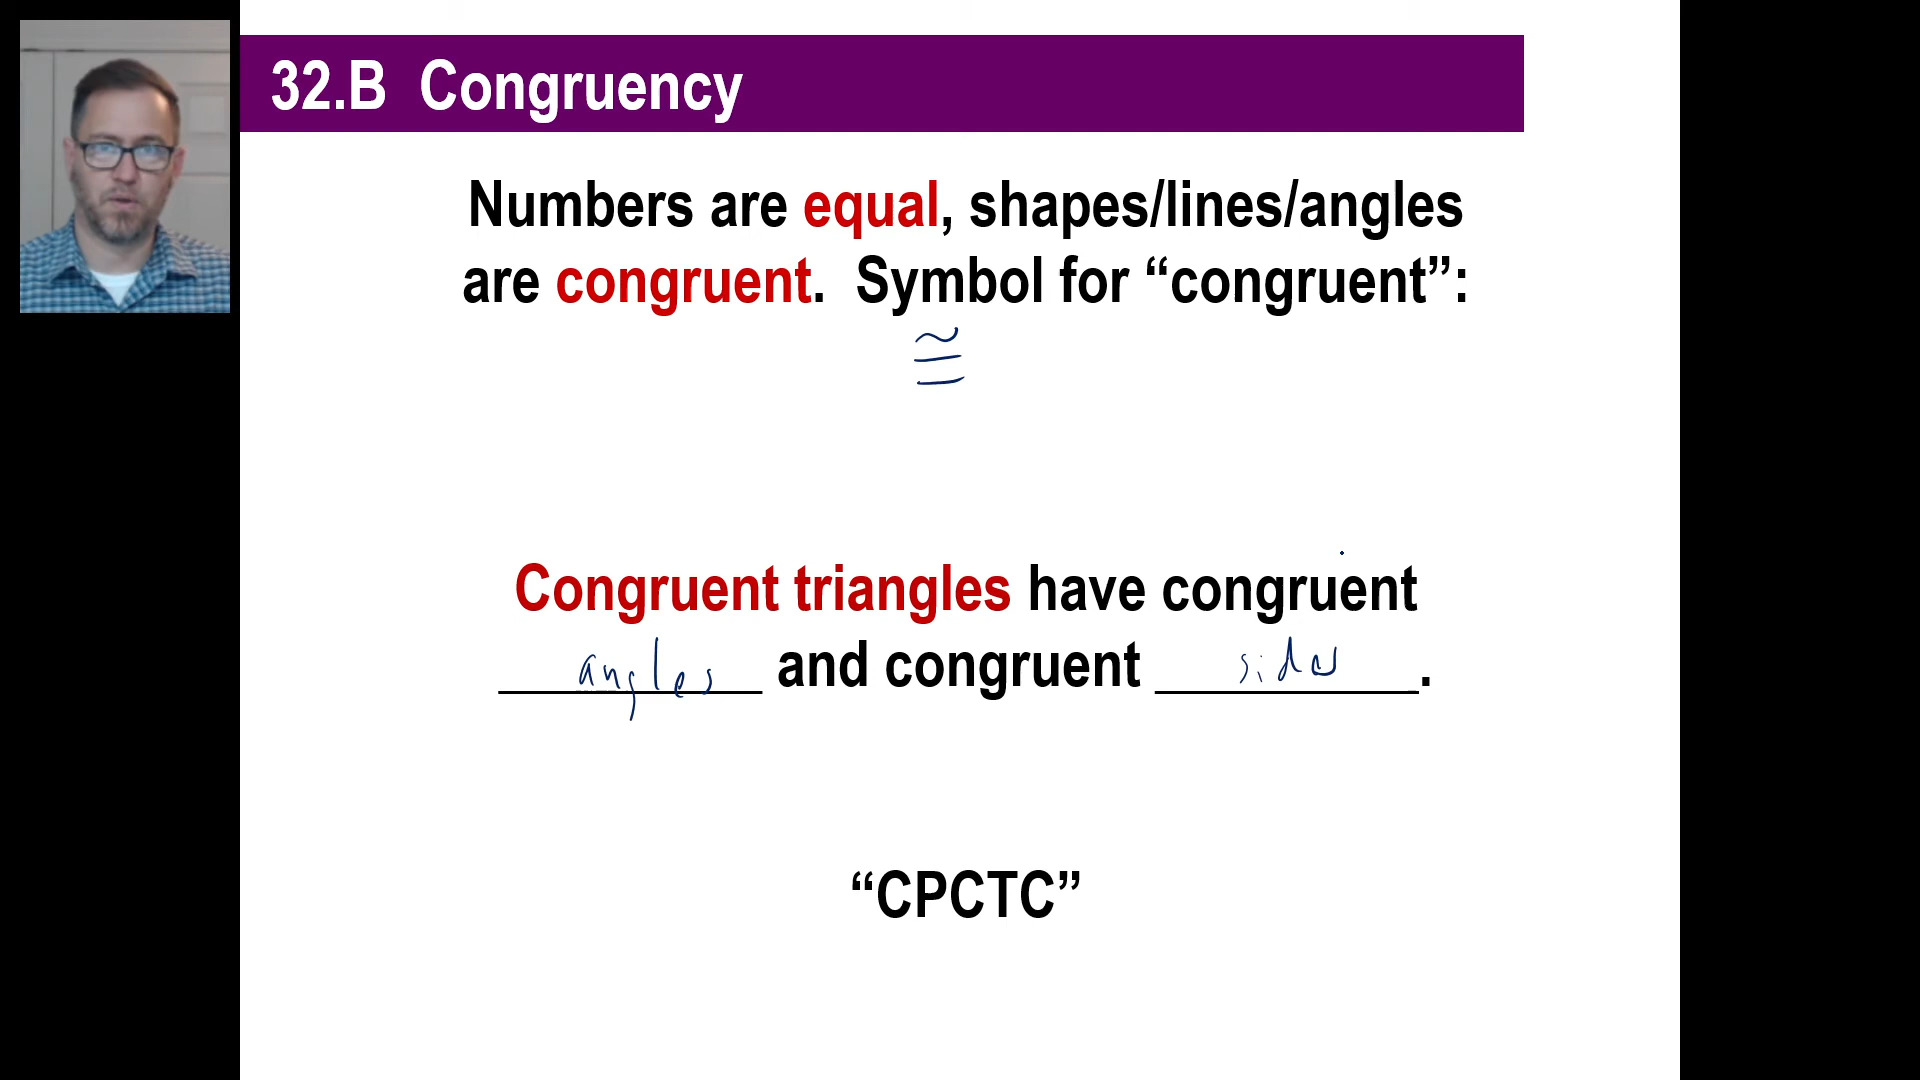 32.B Congruency
Numbers are equal, shapes/lines/angles
are congruent. Symbol for “congruent”:
≅
Congruent triangles have congruent
angles and congruent sides.
“CPCTC”